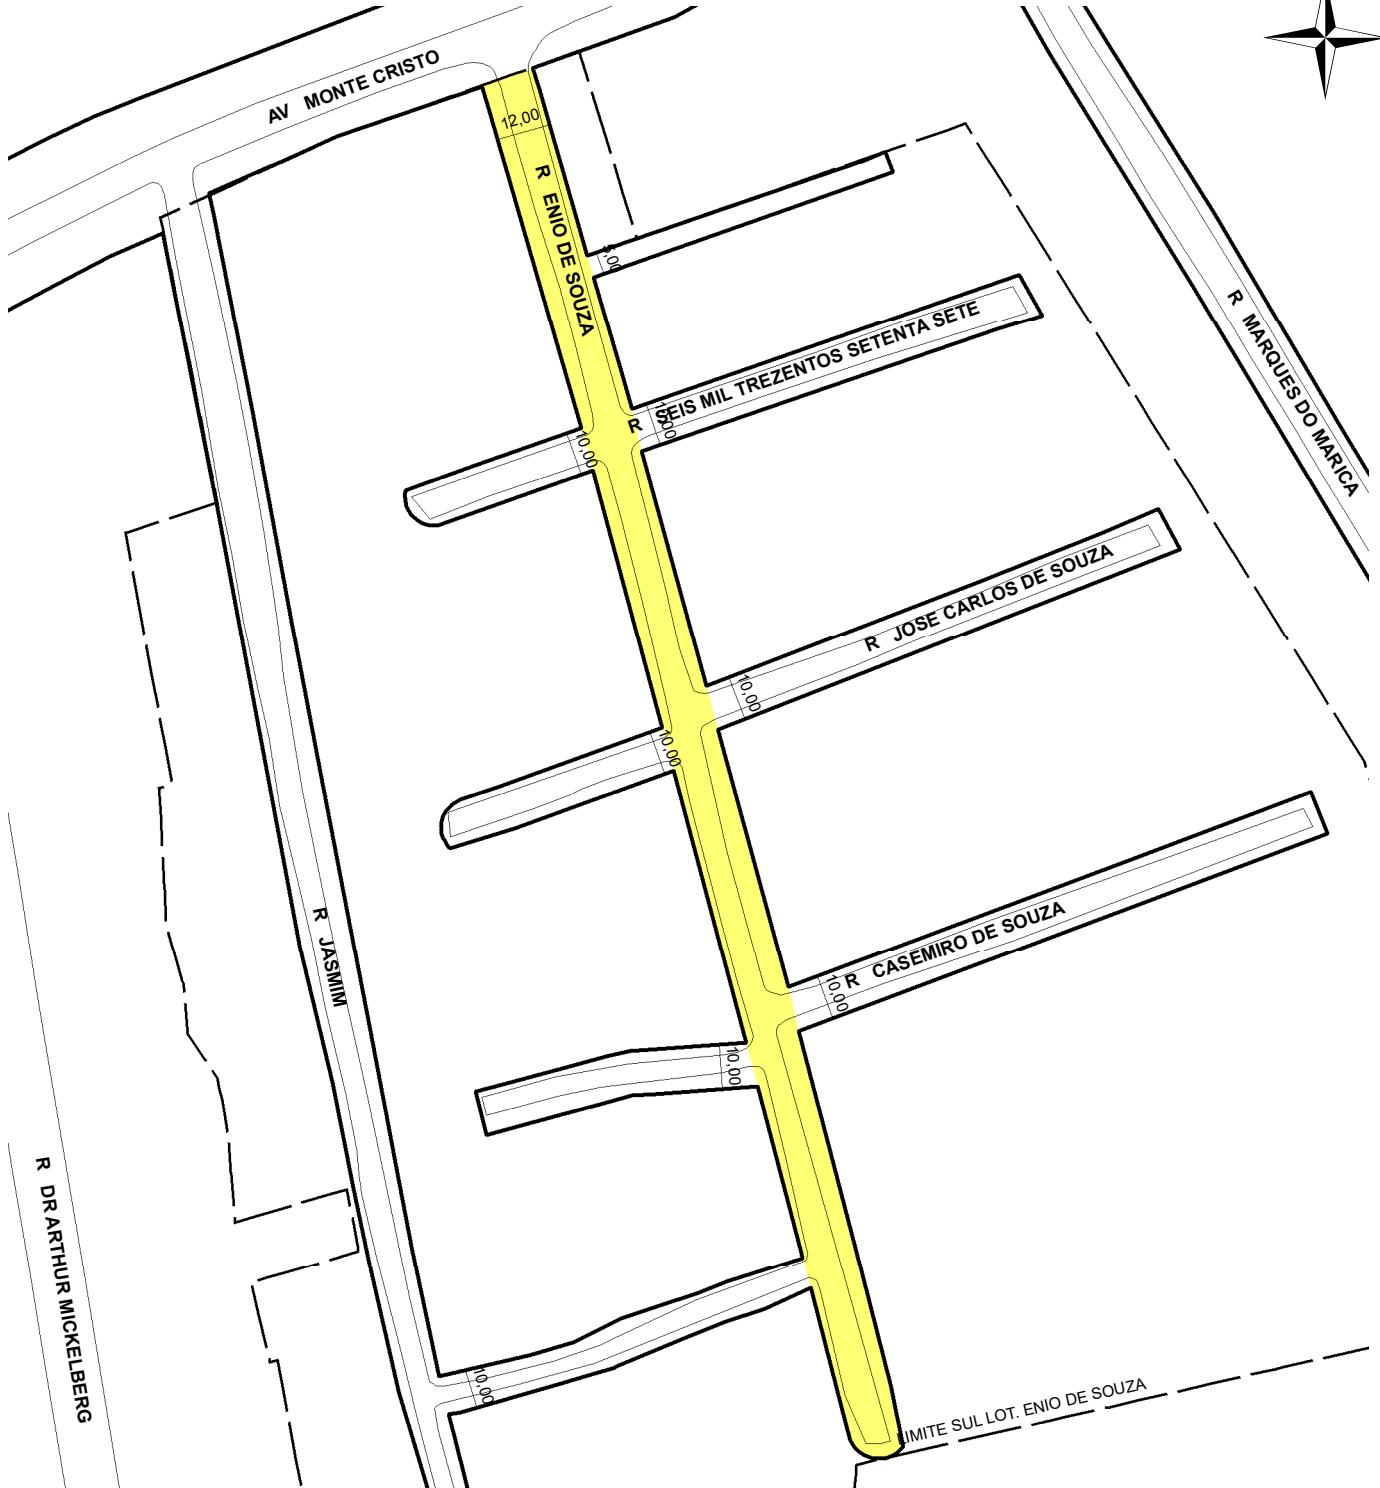 AV MONTE CRISTO
12,00
R ENIO DE SOUZA
5,00
R MARQUES DO MARICA
R SEIS MIL TREZENTOS SETENTA SETE
10,00
10,00
R JOSE CARLOS DE SOUZA
10,00
10,00
R CASEMIRO DE SOUZA
R JASMIM
10,00
10,00
R DR ARTHUR MICKELBERG
10,00
LIMITE SUL LOT. ENIO DE SOUZA